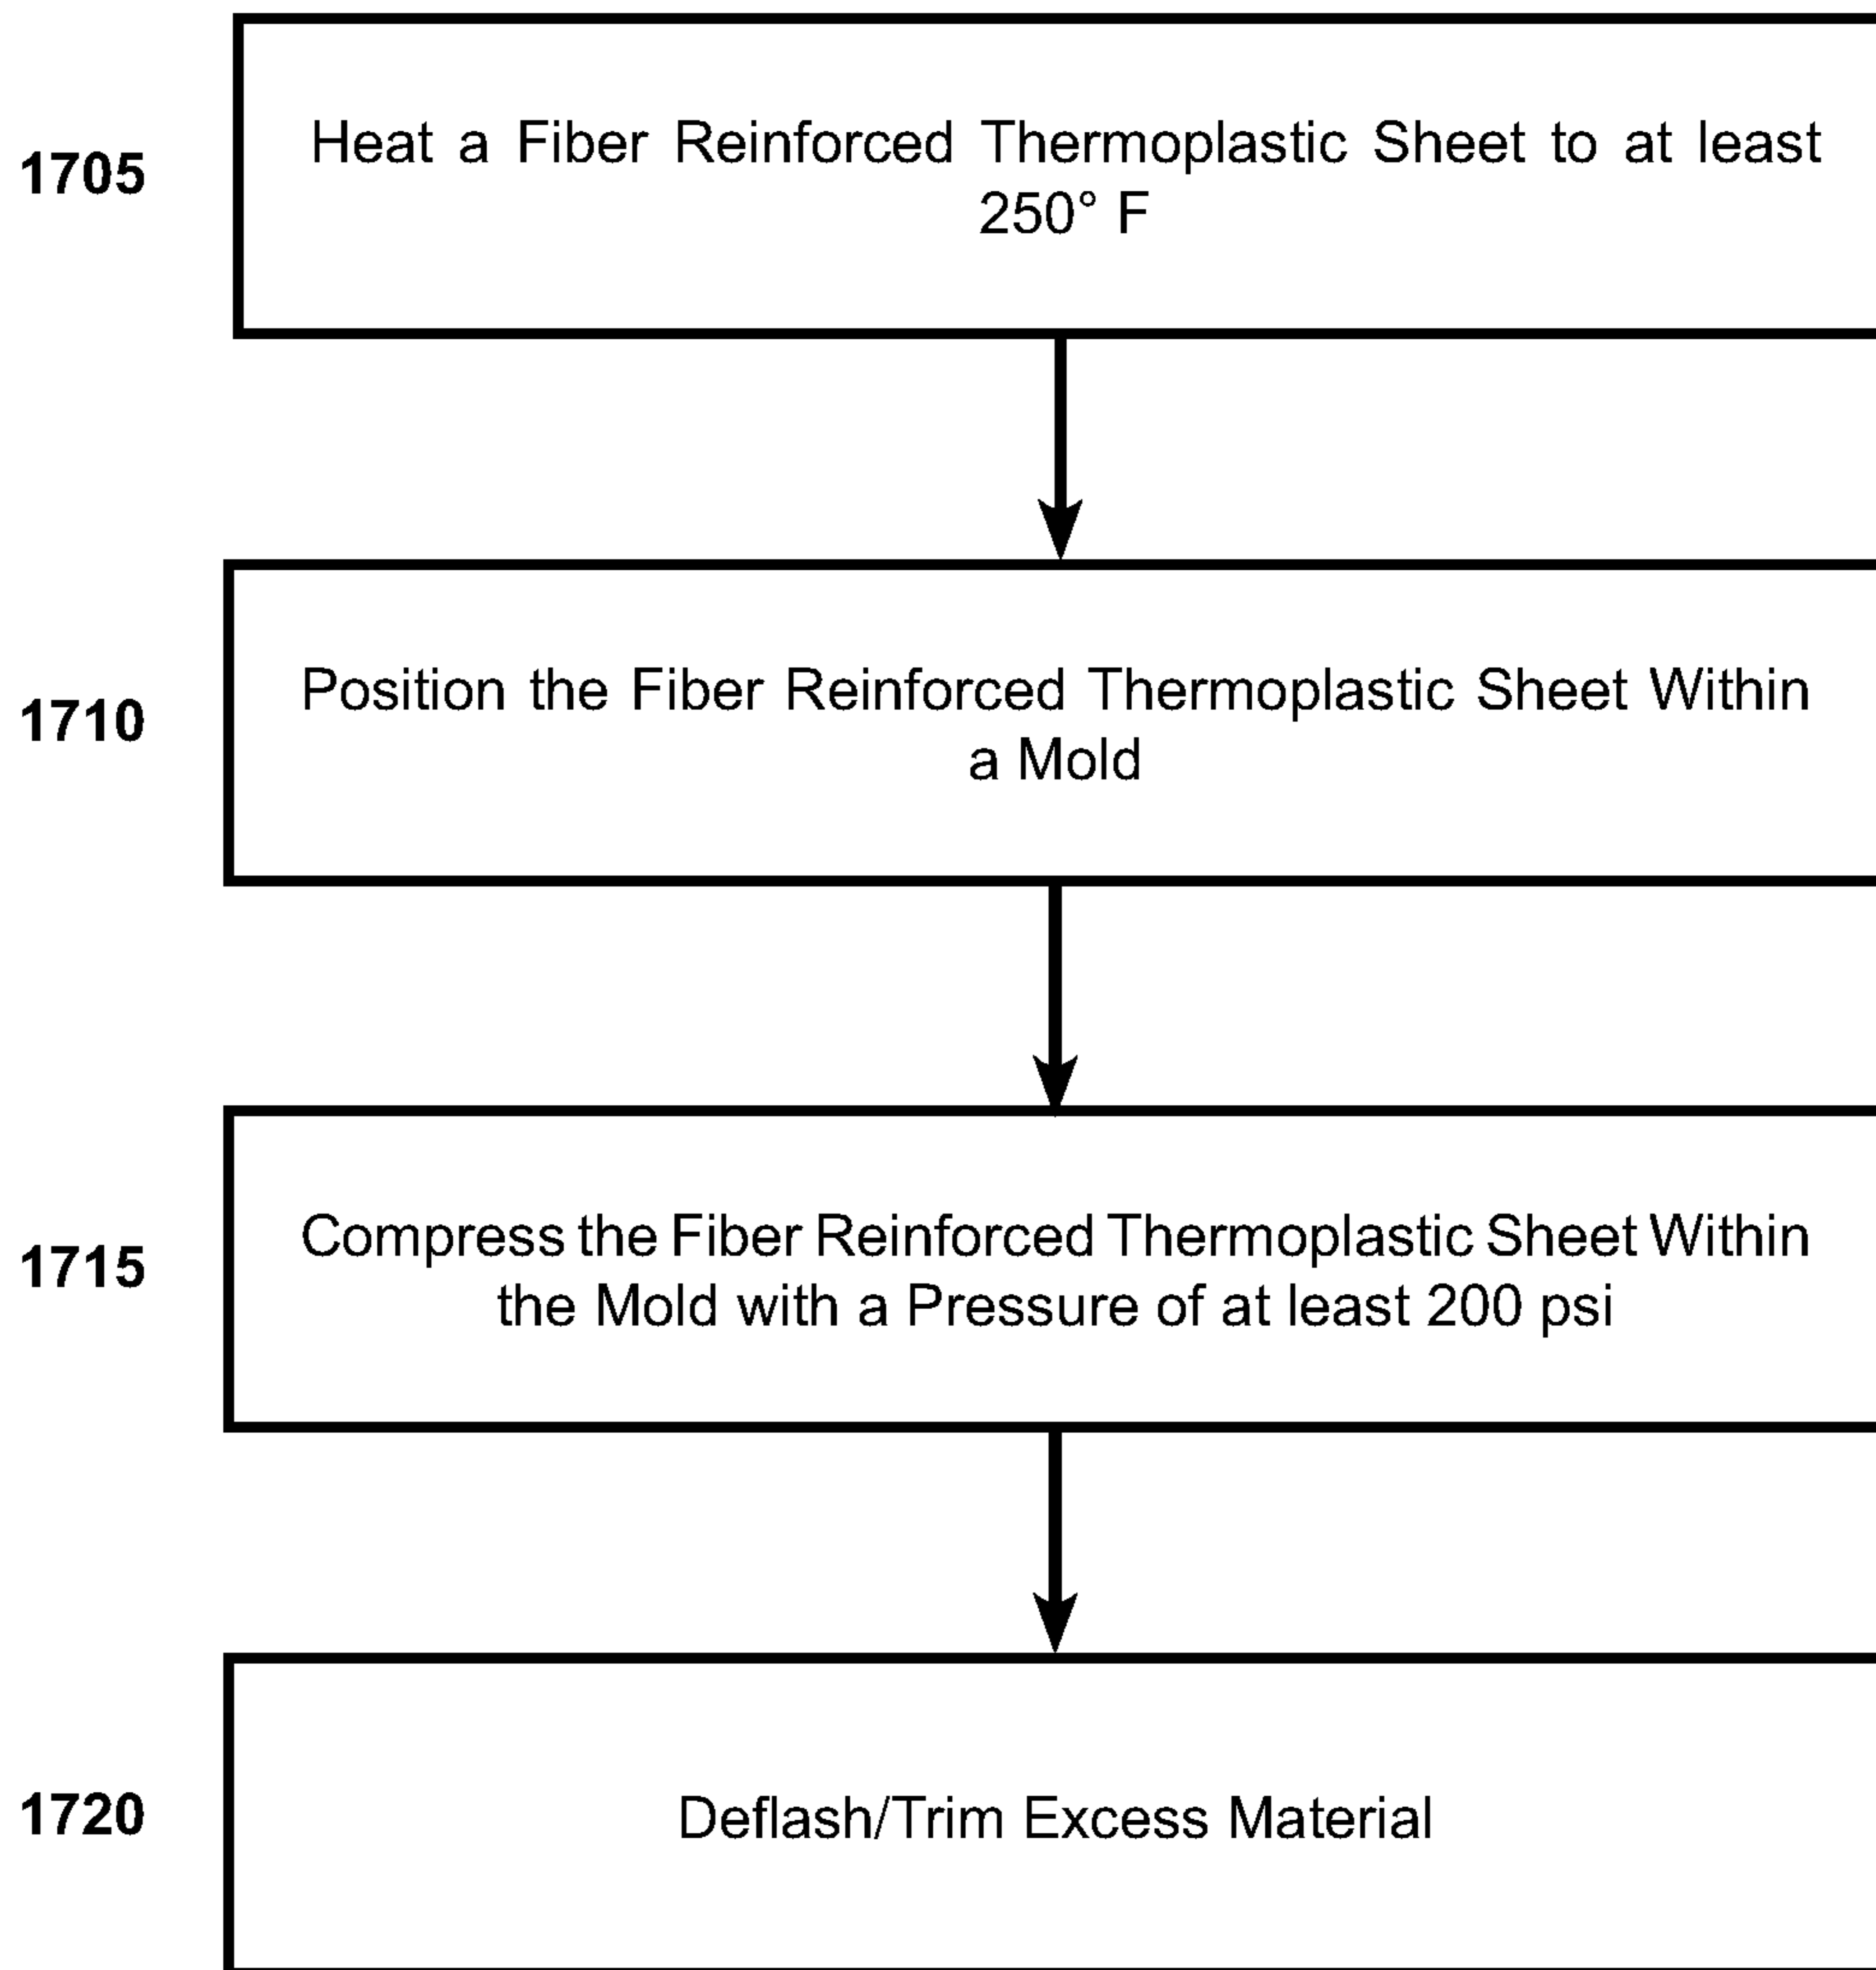 1705
Heat a Fiber Reinforced Thermoplastic Sheet to at least
250° F
1710
Position the Fiber Reinforced Thermoplastic Sheet Within
a Mold
1715
Compress the Fiber Reinforced Thermoplastic Sheet Within
the Mold with a Pressure of at least 200 psi
1720
Deflash/Trim Excess Material